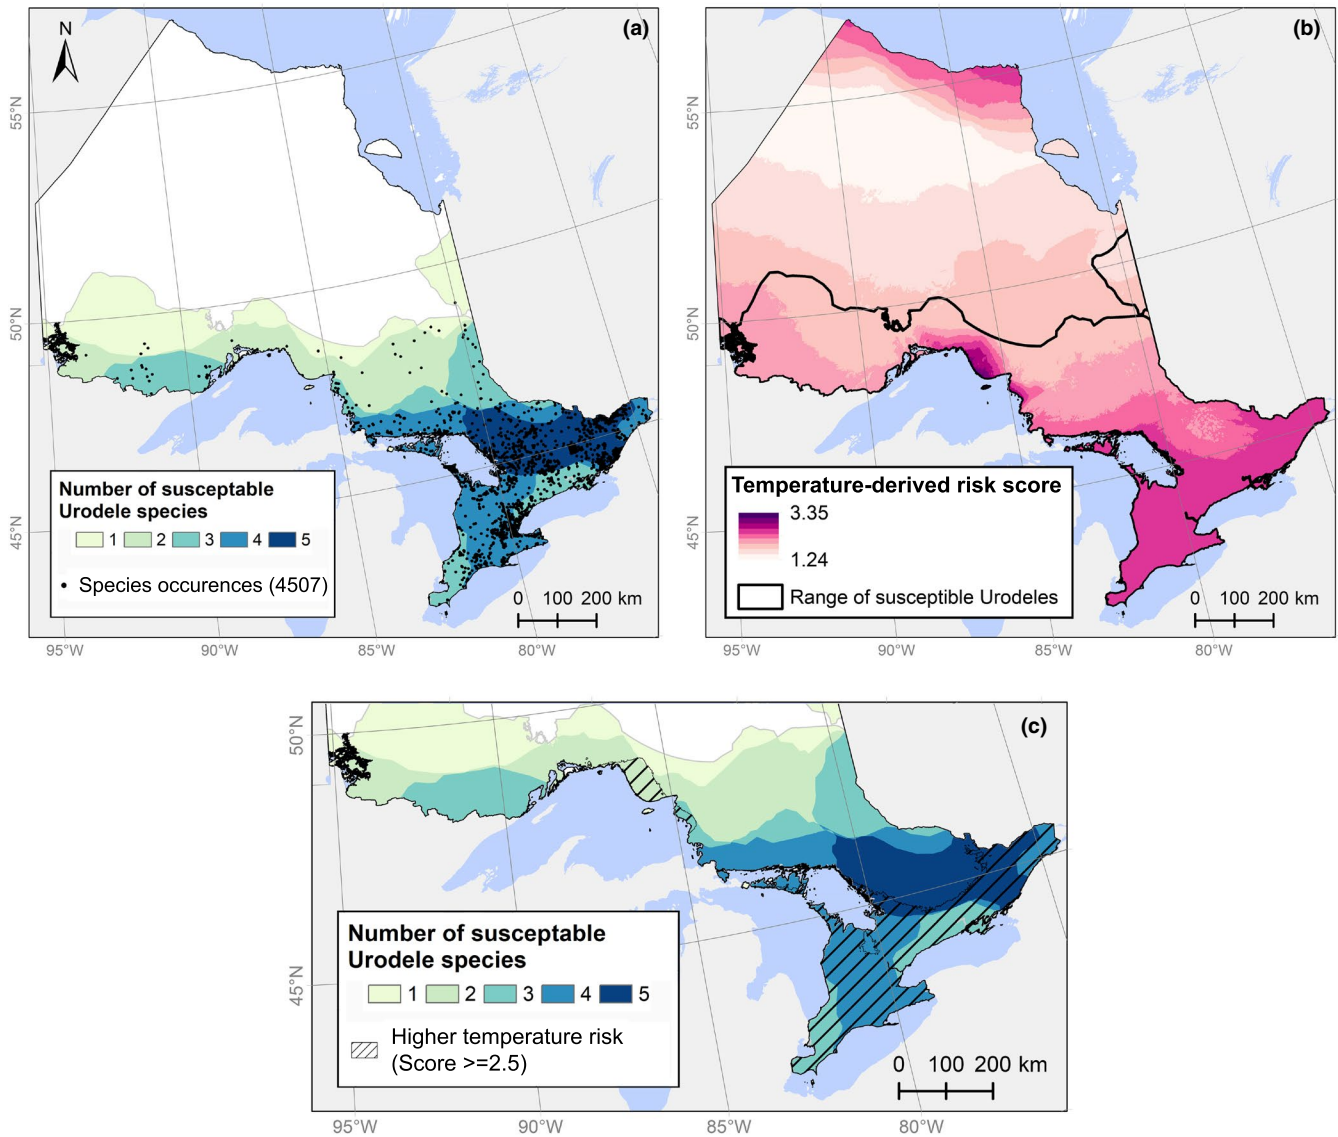 (a)
N
55°N
50°N
45°N
Number of susceptable
Urodele species
1 2 3 4 5
Species occurences (4507)
0 100 200 km
95°W 90°W 85°W 80°W
(b)
55°N
50°N
45°N
Temperature-derived risk score
3.35
1.24
Range of susceptible Urodeles
0 100 200 km
95°W 90°W 85°W 80°W
(c)
50°N
45°N
Number of susceptable
Urodele species
1 2 3 4 5
Higher temperature risk
(Score >=2.5)
0 100 200 km
95°W 90°W 85°W 80°W